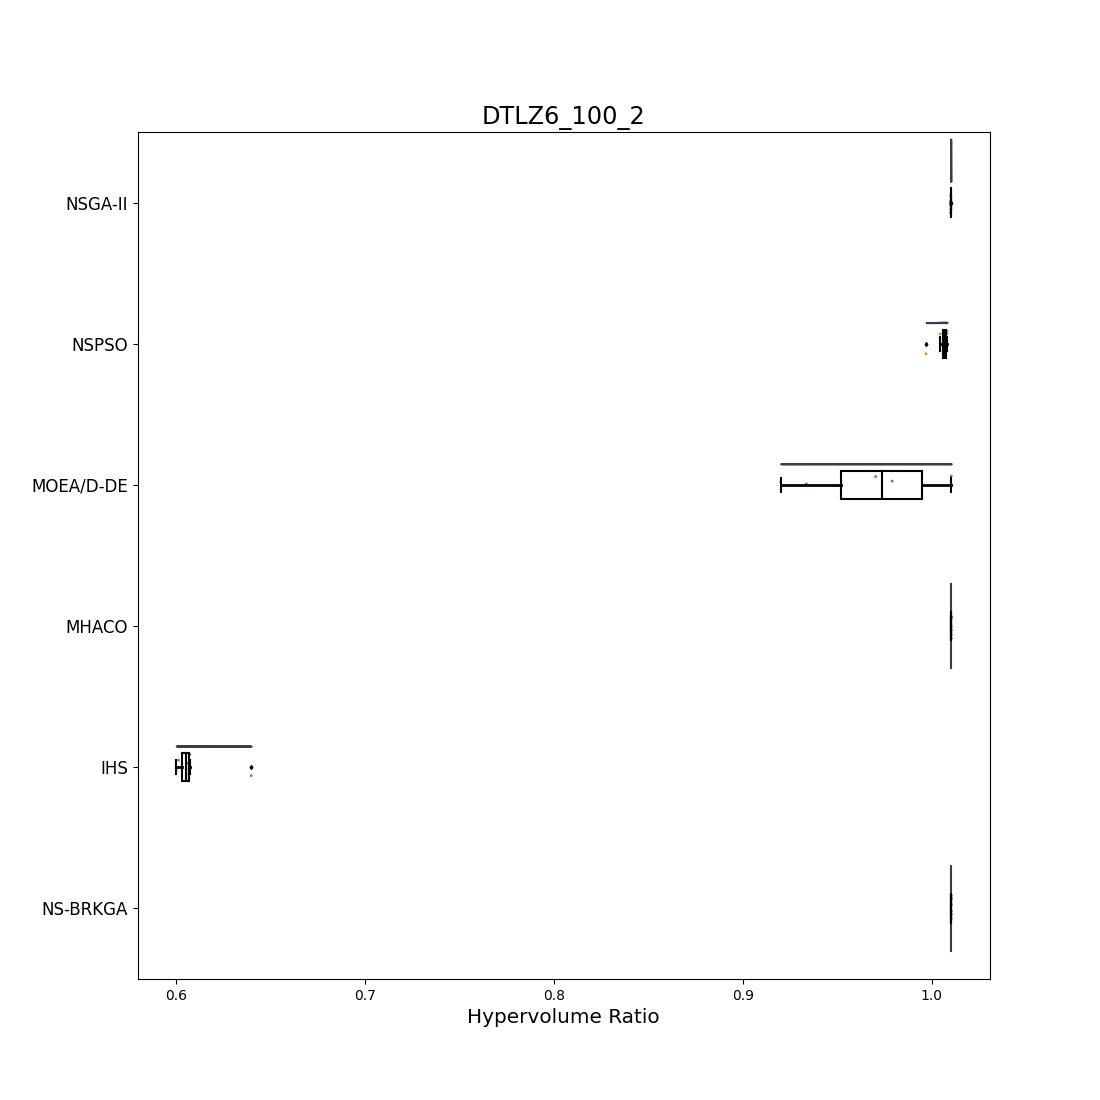 DTLZ6_100_2
NSGA-II
NSPSO
MOEA/D-DE
MHACO
IHS
NS-BRKGA
0.6 0.7 0.8 0.9 1.0
Hypervolume Ratio